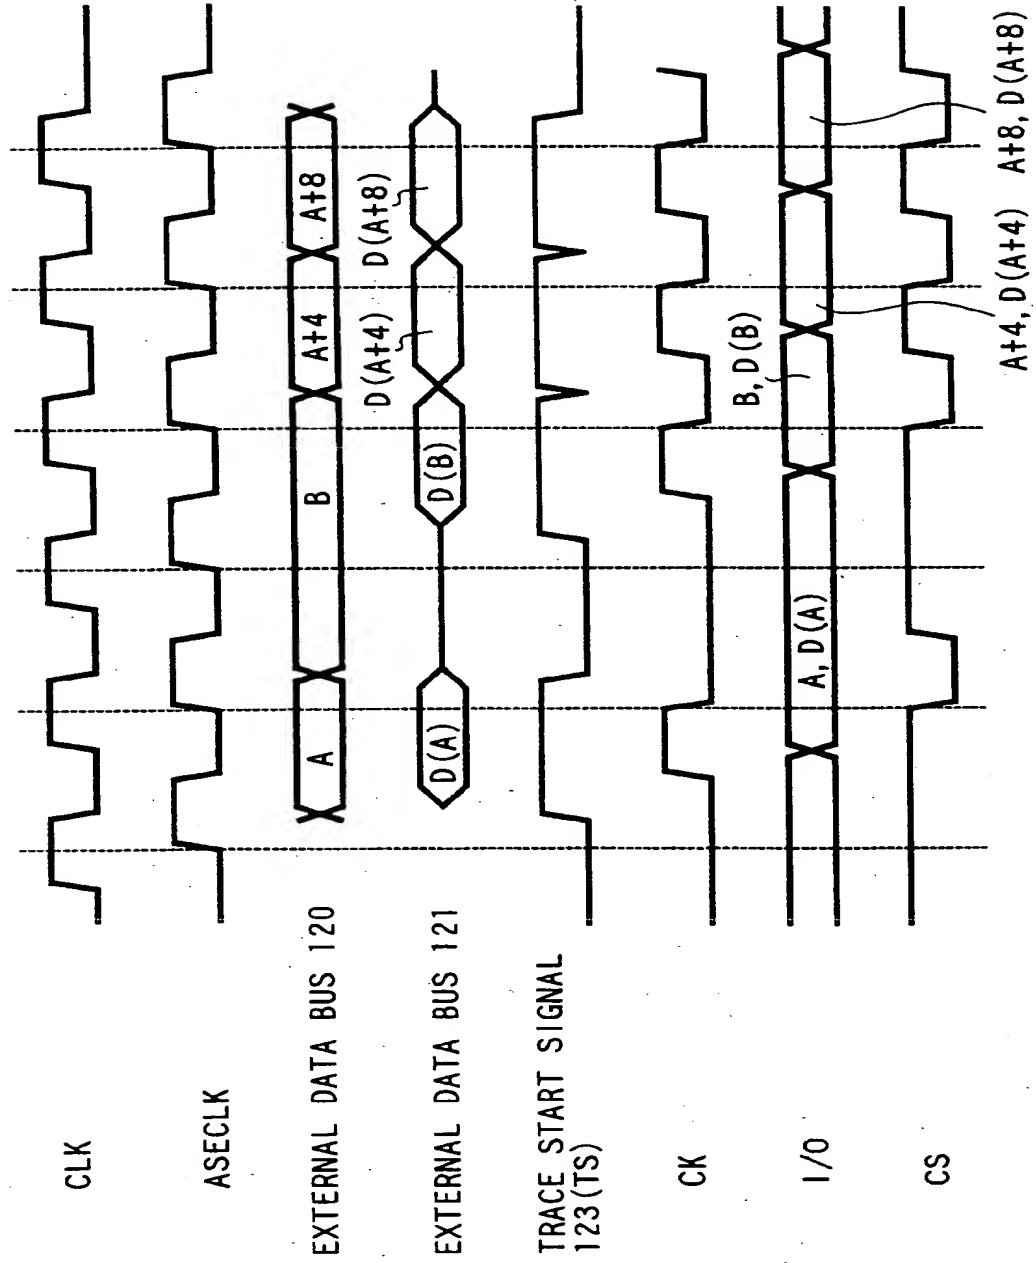 CLK
ASECLK
EXTERNAL DATA BUS 120
A
B
A+4
A+8
EXTERNAL DATA BUS 121
D(A)
D(B)
D(A+4)
D(A+8)
TRACE START SIGNAL
123(TS)
CK
I/O
A, D(A)
B, D(B)
A+4, D(A+4)
A+8, D(A+8)
CS